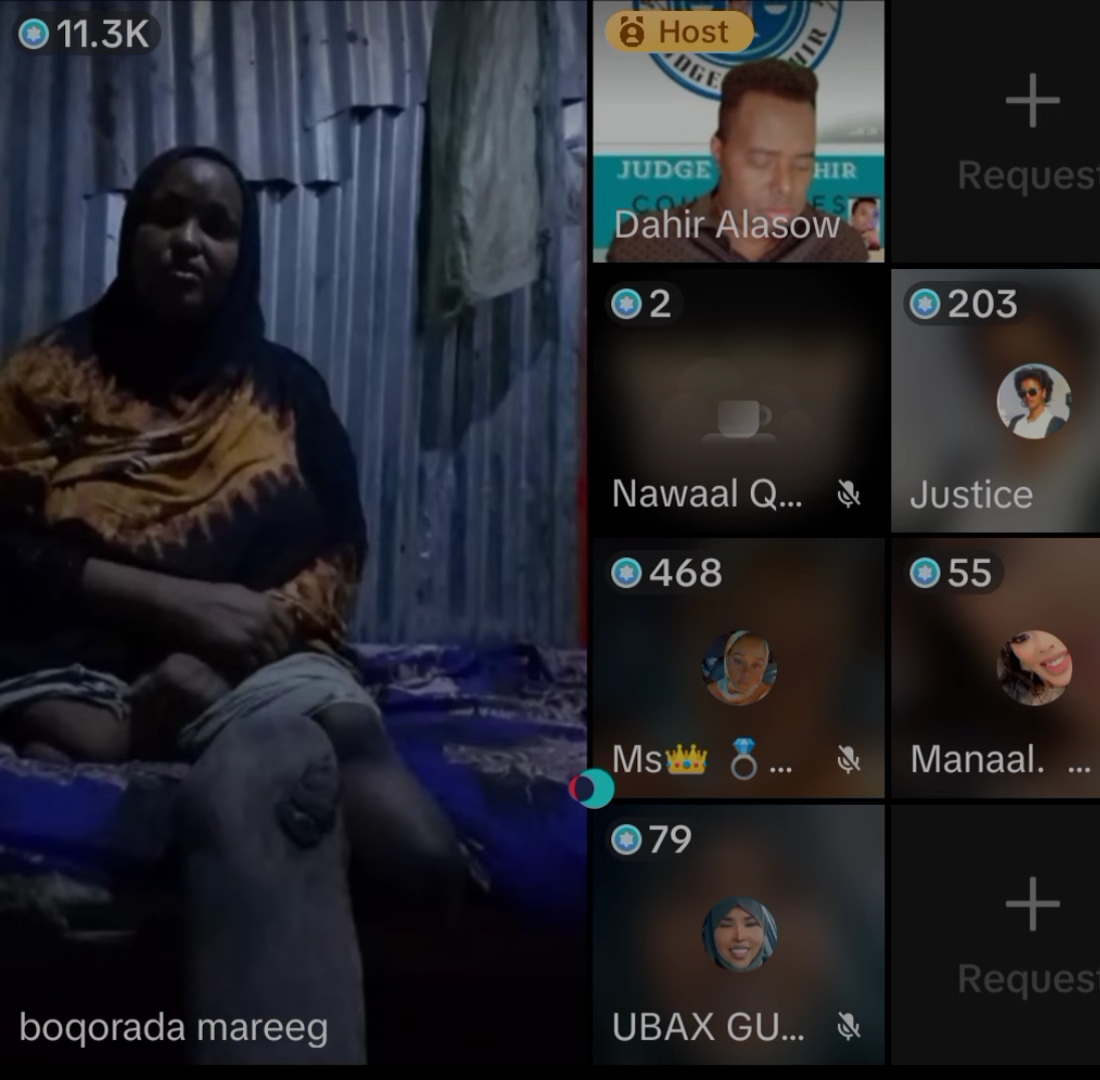 11.3K
boqorada mareeg
Host
JUDGE
HIR
Dahir Alasow
Request
2
Nawaal Q...
203
Justice
468
Ms👑 💍 ...
55
Manaal. ...
79
UBAX GU...
Request